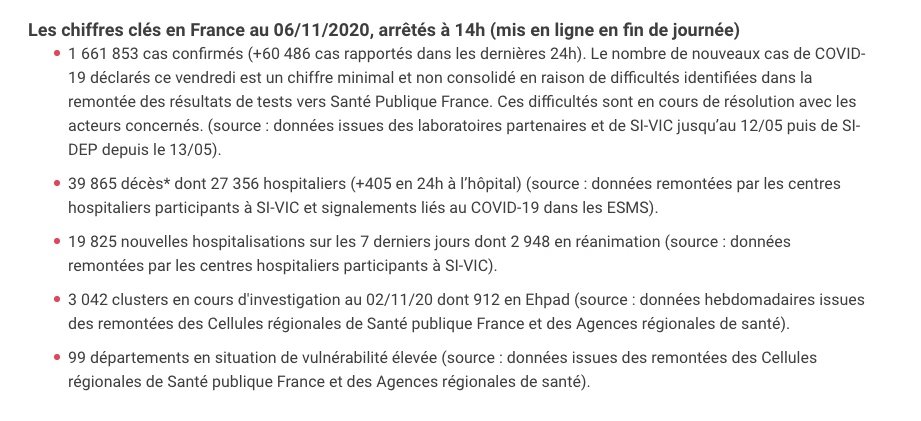 Les chiffres clés en France au 06/11/2020, arrêtés à 14h (mis en ligne en fin de journée)
• 1 661 853 cas confirmés (+60 486 cas rapportés dans les dernières 24h). Le nombre de nouveaux cas de COVID-
19 déclarés ce vendredi est un chiffre minimal et non consolidé en raison de difficultés identifiées dans la
remontée des résultats de tests vers Santé Publique France. Ces difficultés sont en cours de résolution avec les
acteurs concernés. (source : données issues des laboratoires partenaires et de SI-VIC jusqu’au 12/05 puis de SI-
DEP depuis le 13/05).
• 39 865 décès* dont 27 356 hospitaliers (+405 en 24h à l’hôpital) (source : données remontées par les centres
hospitaliers participants à SI-VIC et signalements liés au COVID-19 dans les ESMS).
• 19 825 nouvelles hospitalisations sur les 7 derniers jours dont 2 948 en réanimation (source : données
remontées par les centres hospitaliers participants à SI-VIC).
• 3 042 clusters en cours d'investigation au 02/11/20 dont 912 en Ehpad (source : données hebdomadaires issues
des remontées des Cellules régionales de Santé publique France et des Agences régionales de santé).
• 99 départements en situation de vulnérabilité élevée (source : données issues des remontées des Cellules
régionales de Santé publique France et des Agences régionales de santé).